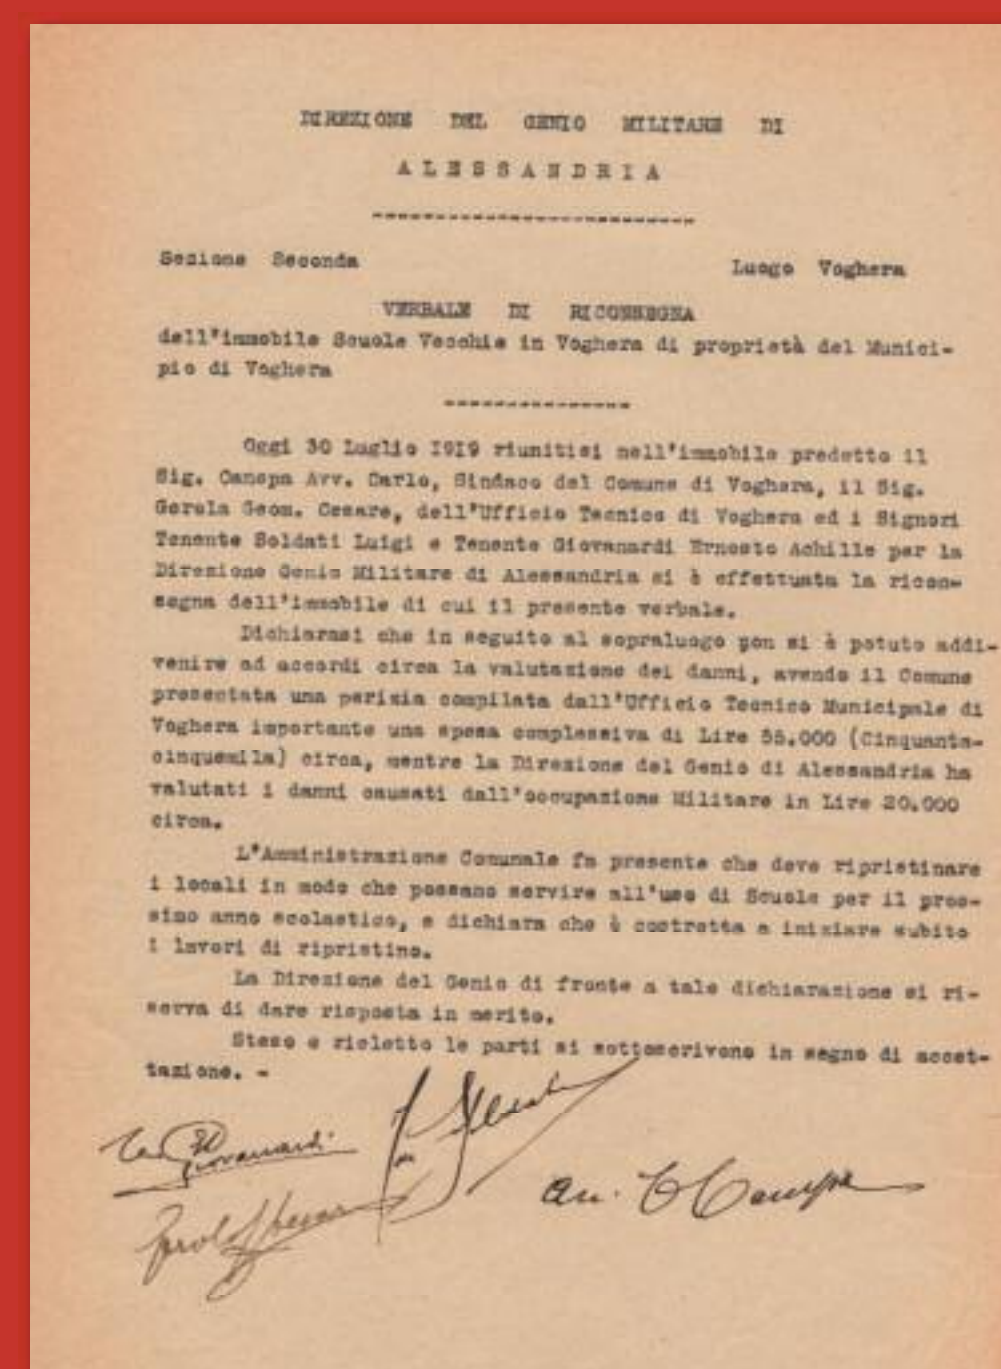 DIREZIONE DEL GENIO MILITARE DI
ALESSANDRIA
--------------------------
Sezione Seconda Luogo Voghera
VERBALE DI RICONSEGNA
dell'immobile Scuole Vecchie in Voghera di proprietà del Munici-
pio di Voghera
---------------
Oggi 30 Luglio 1919 riunitisi nell'immobile predetto il
Sig. Canepa Avv. Carlo, Sindaco del Comune di Voghera, il Sig.
Gerola Geom. Cesare, dell'Ufficio Tecnico di Voghera ed i Signori
Tenente Soldati Luigi e Tenente Giovanardi Ernesto Achille per la
Direzione Genio Militare di Alessandria si è effettuata la ricon-
segna dell'immobile di cui il presente verbale.
Dichiarasi che in seguito al sopraluogo pon si è potuto addi-
venire ad accordi circa la valutazione dei danni, avendo il Comune
presentata una perizia compilata dall'Ufficio Tecnico Municipale di
Voghera importante una spesa complessiva di Lire 55.000 (Cinquanta-
cinquemila) circa, mentre la Direzione del Genio di Alessandria ha
valutati i danni causati dall'occupazione Militare in Lire 20.000
circa.
L'Amministrazione Comunale fa presente che deve ripristinare
i locali in modo che possano servire all'uso di Scuole per il pros-
simo anno scolastico, e dichiara che è costretta a iniziare subito
i lavori di ripristino.
La Direzione del Genio di fronte a tale dichiarazione si ri-
serva di dare risposta in merito.
Steso e rieletto le parti si sottoscrivono in segno di accet-
tazione. -
Giovanardi